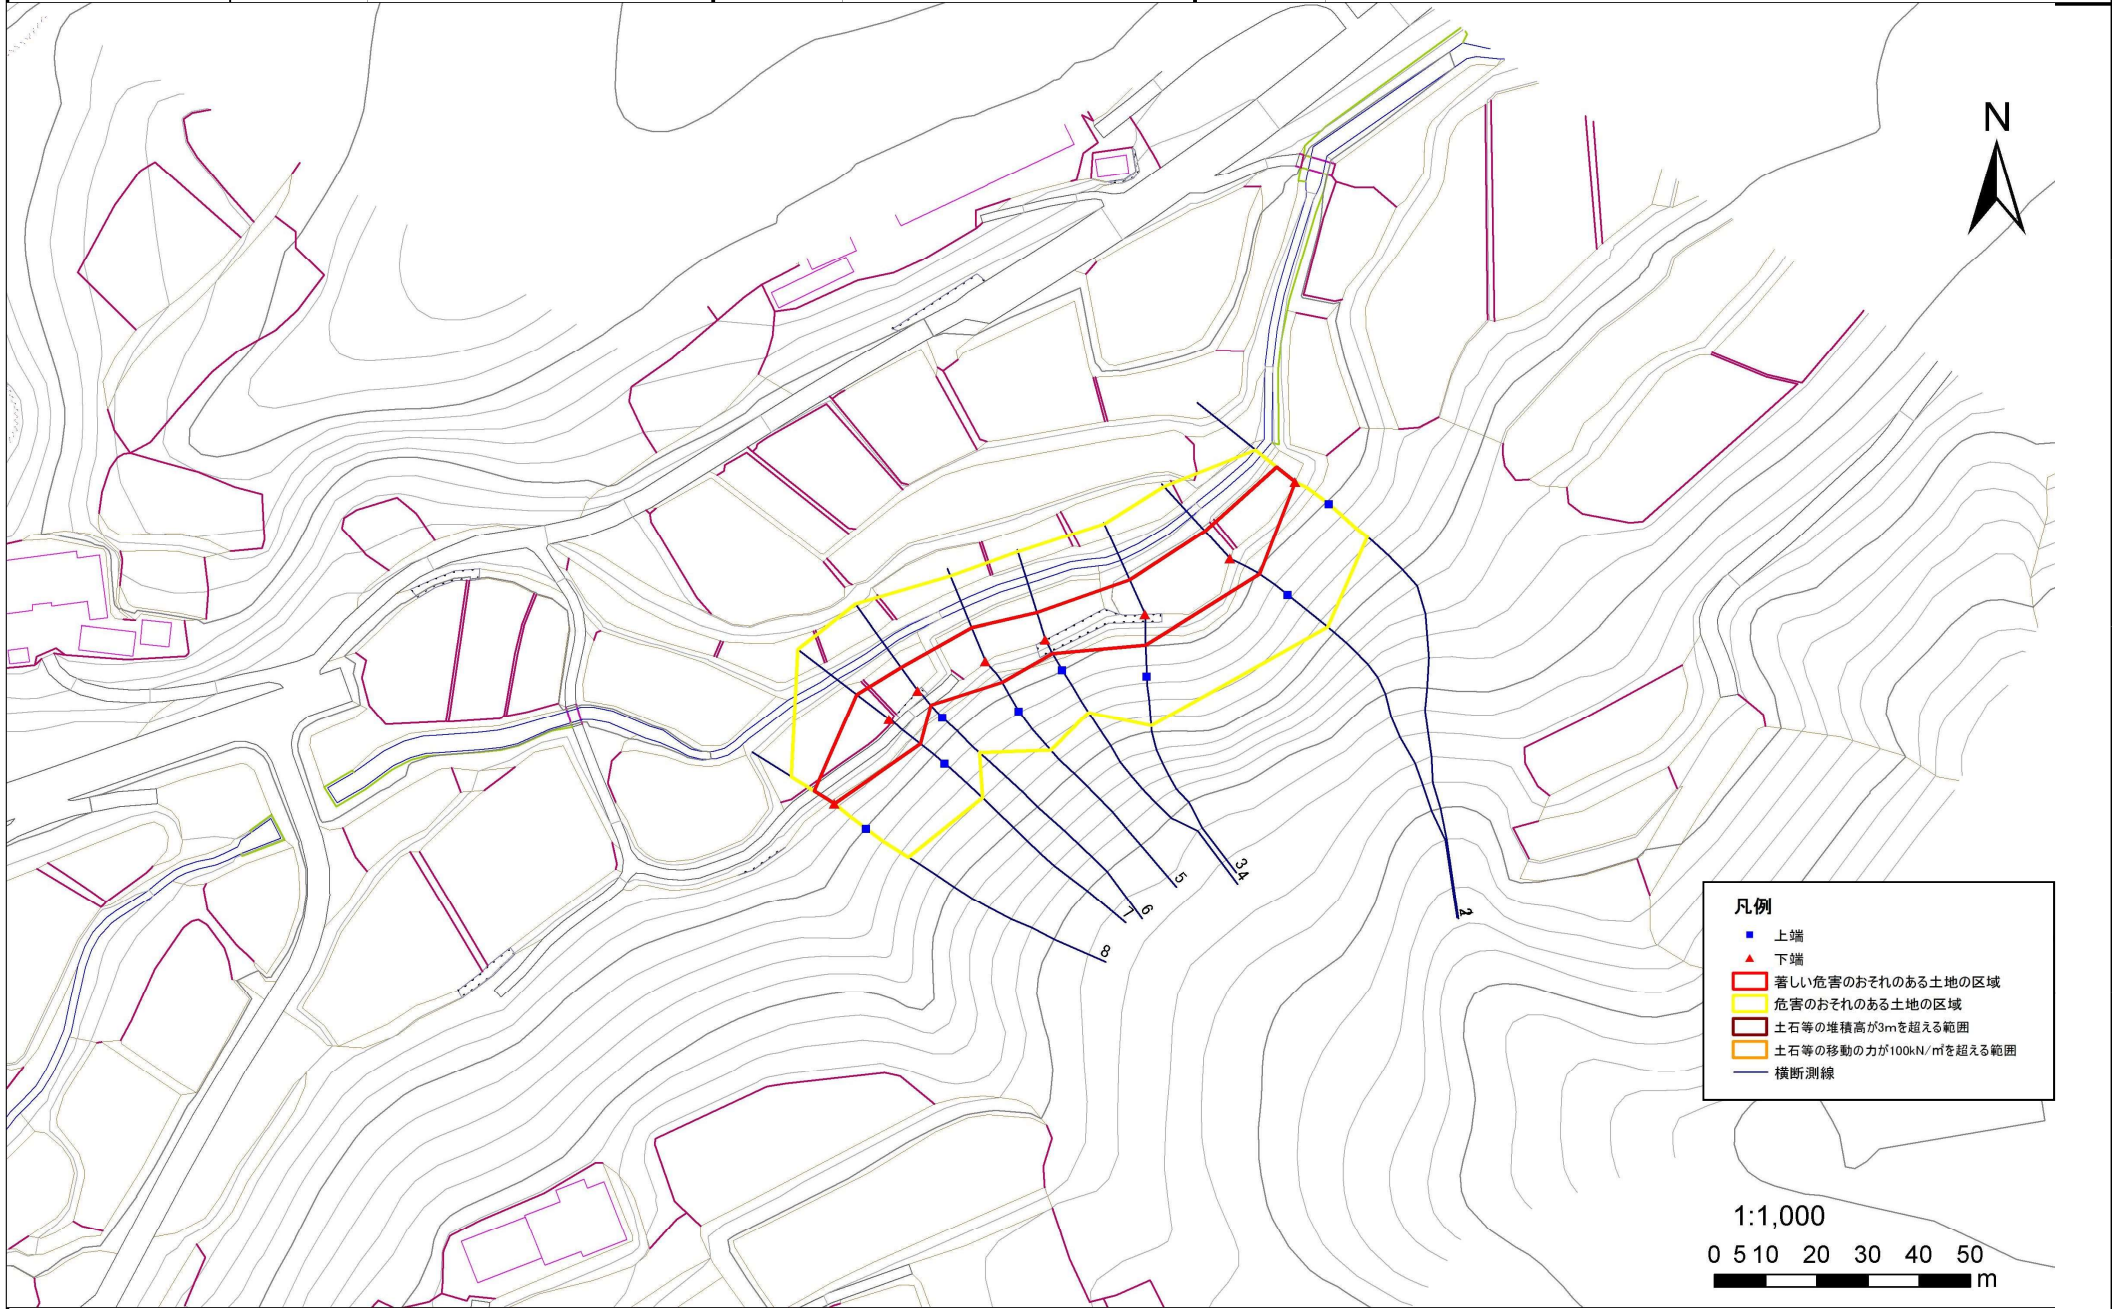 N
3
4
5
6
7
8
凡例
上端
下端
著しい危害のおそれのある土地の区域
危害のおそれのある土地の区域
土石等の堆積高が3mを超える範囲
土石等の移動の力が100kN/㎡を超える範囲
横断測線
1:1,000
0 5 10 20 30 40 50
m